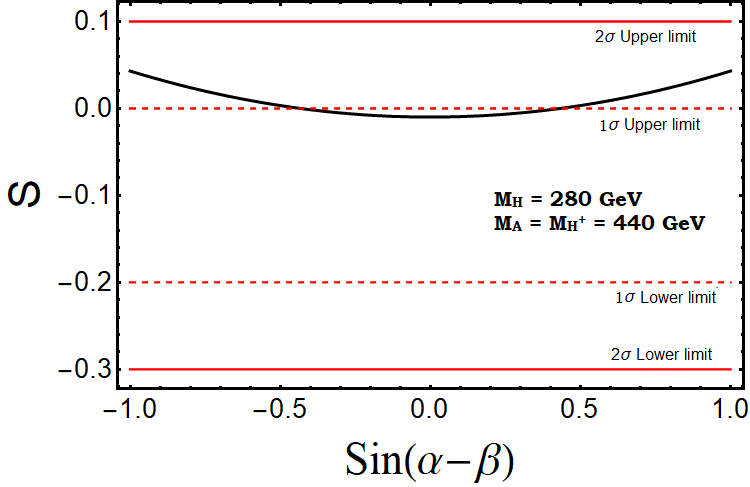 0.1
2σ Upper limit
0.0
1σ Upper limit
S
−0.1
MH = 280 GeV
MA = MH+ = 440 GeV
−0.2
1σ Lower limit
2σ Lower limit
−0.3
−1.0 −0.5 0.0 0.5 1.0
Sin(α−β)